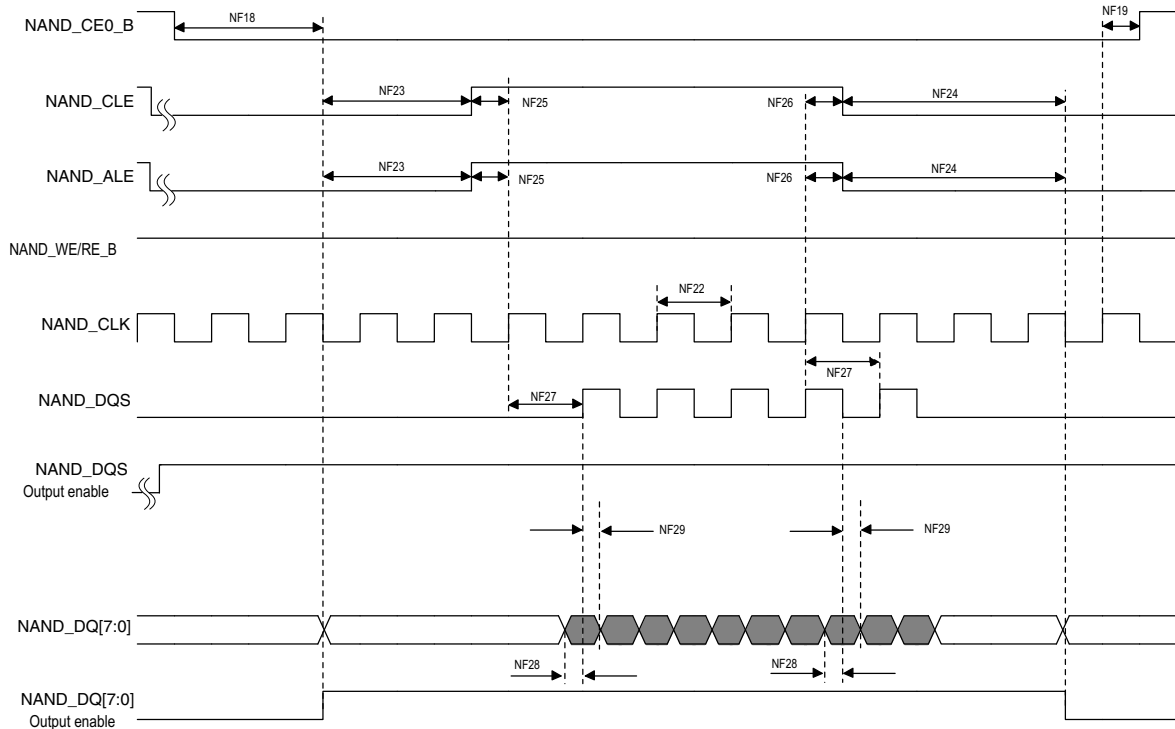 NF18
NF19
NAND_CE0_B
NF23
NF24
NAND_CLE
NF25
NF26
NF23
NF24
NAND_ALE
NF25
NF26
NAND_WE/RE_B
NF22
NAND_CLK
NF27
NAND_DQS
NF27
NAND_DQS
Output enable
NF29
NF29
NAND_DQ[7:0]
NF28
NF28
NAND_DQ[7:0]
Output enable